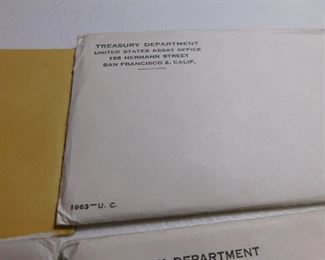 TREASURY DEPARTMENT
UNITED STATES ASSAY OFFICE
155 HERMANN STREET
SAN FRANCISCO 2, CALIF.
1963—U. C.
DEPARTMENT